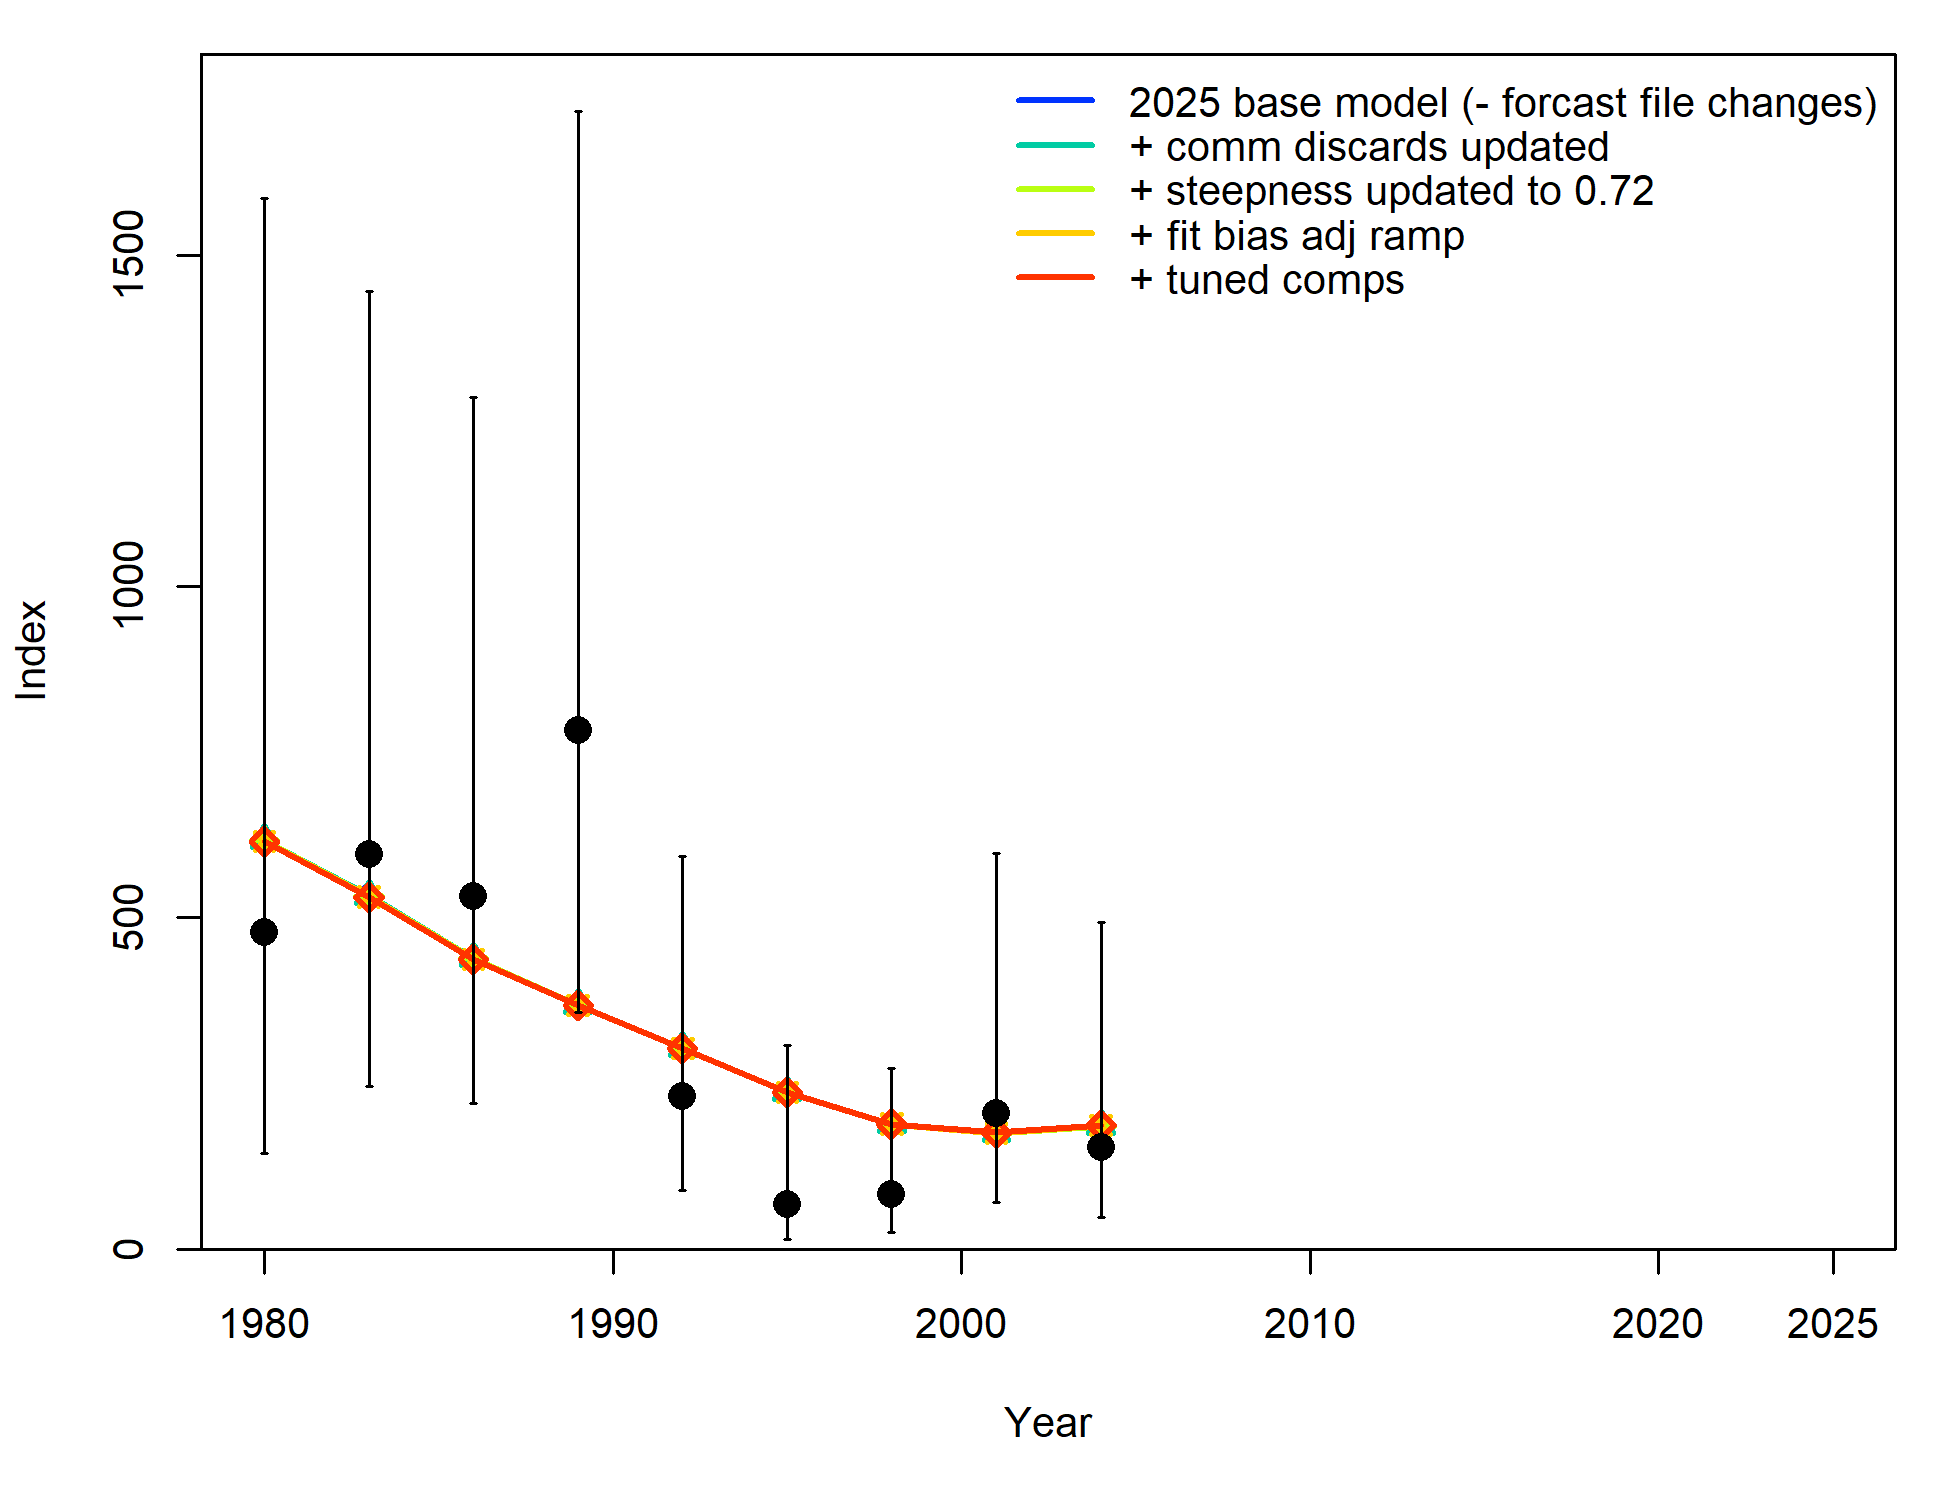 2025 base model (- forcast file changes)
+ comm discards updated
+ steepness updated to 0.72
+ fit bias adj ramp
+ tuned comps
1500
1000
500
0
Index
1980
1990
2000
2010
2020
2025
Year